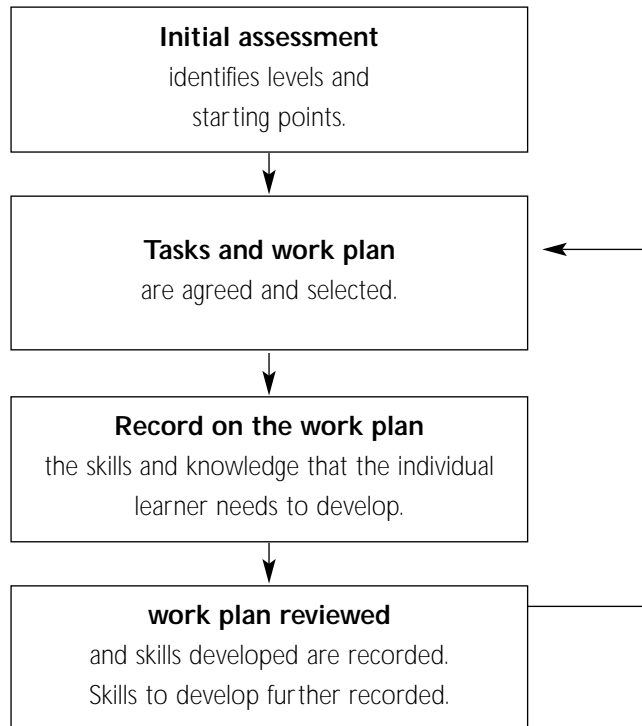 Initial assessment
identifies levels and
starting points.
Tasks and work plan
are agreed and selected.
Record on the work plan
the skills and knowledge that the individual
learner needs to develop.
work plan reviewed
and skills developed are recorded.
Skills to develop further recorded.